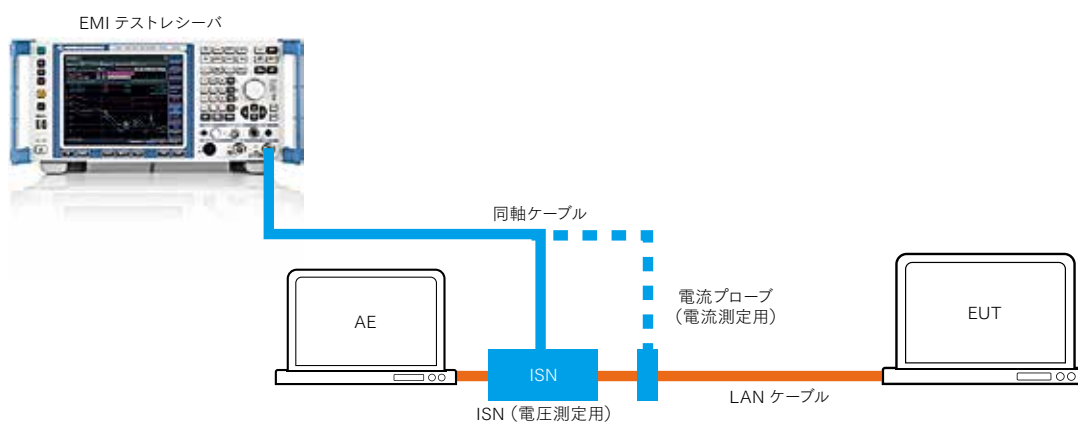 EMI テストレシーバ
同軸ケーブル
電流プローブ
（電流測定用）
AE
EUT
ISN
LAN ケーブル
ISN（電圧測定用）